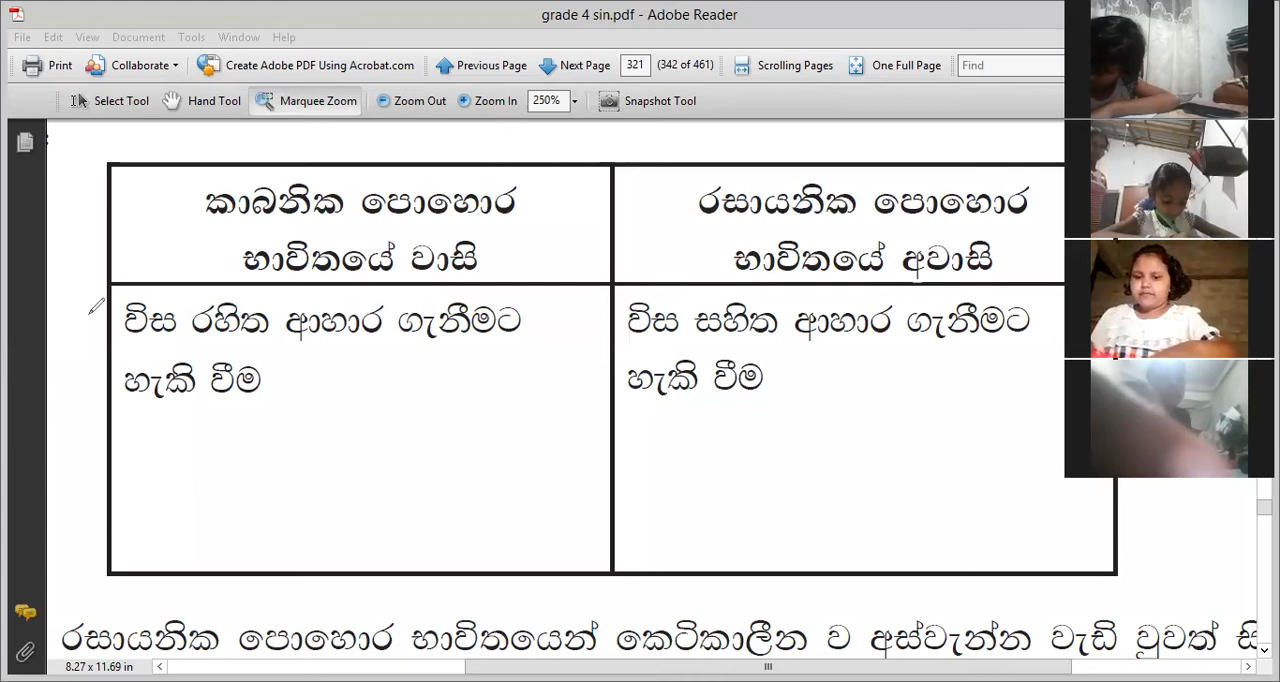 grade 4 sin.pdf - Adobe Reader
File Edit View Document Tools Window Help
Print Collaborate Create Adobe PDF Using Acrobat.com Previous Page Next Page 321 (342 of 461) Scrolling Pages One Full Page Find
Select Tool Hand Tool Marquee Zoom Zoom Out Zoom In 250% Snapshot Tool
කාබනික පොහොර
භාවිතයේ වාසි
රසායනික පොහොර
භාවිතයේ අවාසි
විස රහිත ආහාර ගැනීමට
හැකි වීම
විස සහිත ආහාර ගැනීමට
හැකි වීම
රසායනික පොහොර භාවිතයෙන් කෙටිකාලීන ව අස්වැන්න වැඩි වුවත්
8.27 x 11.69 in